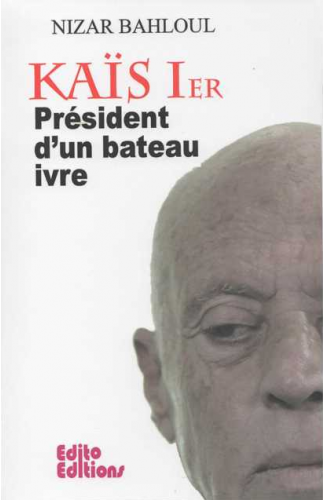 NIZAR BAHLOUL
KAÏS IER
Président
d'un bateau
ivre
Edito
Editions